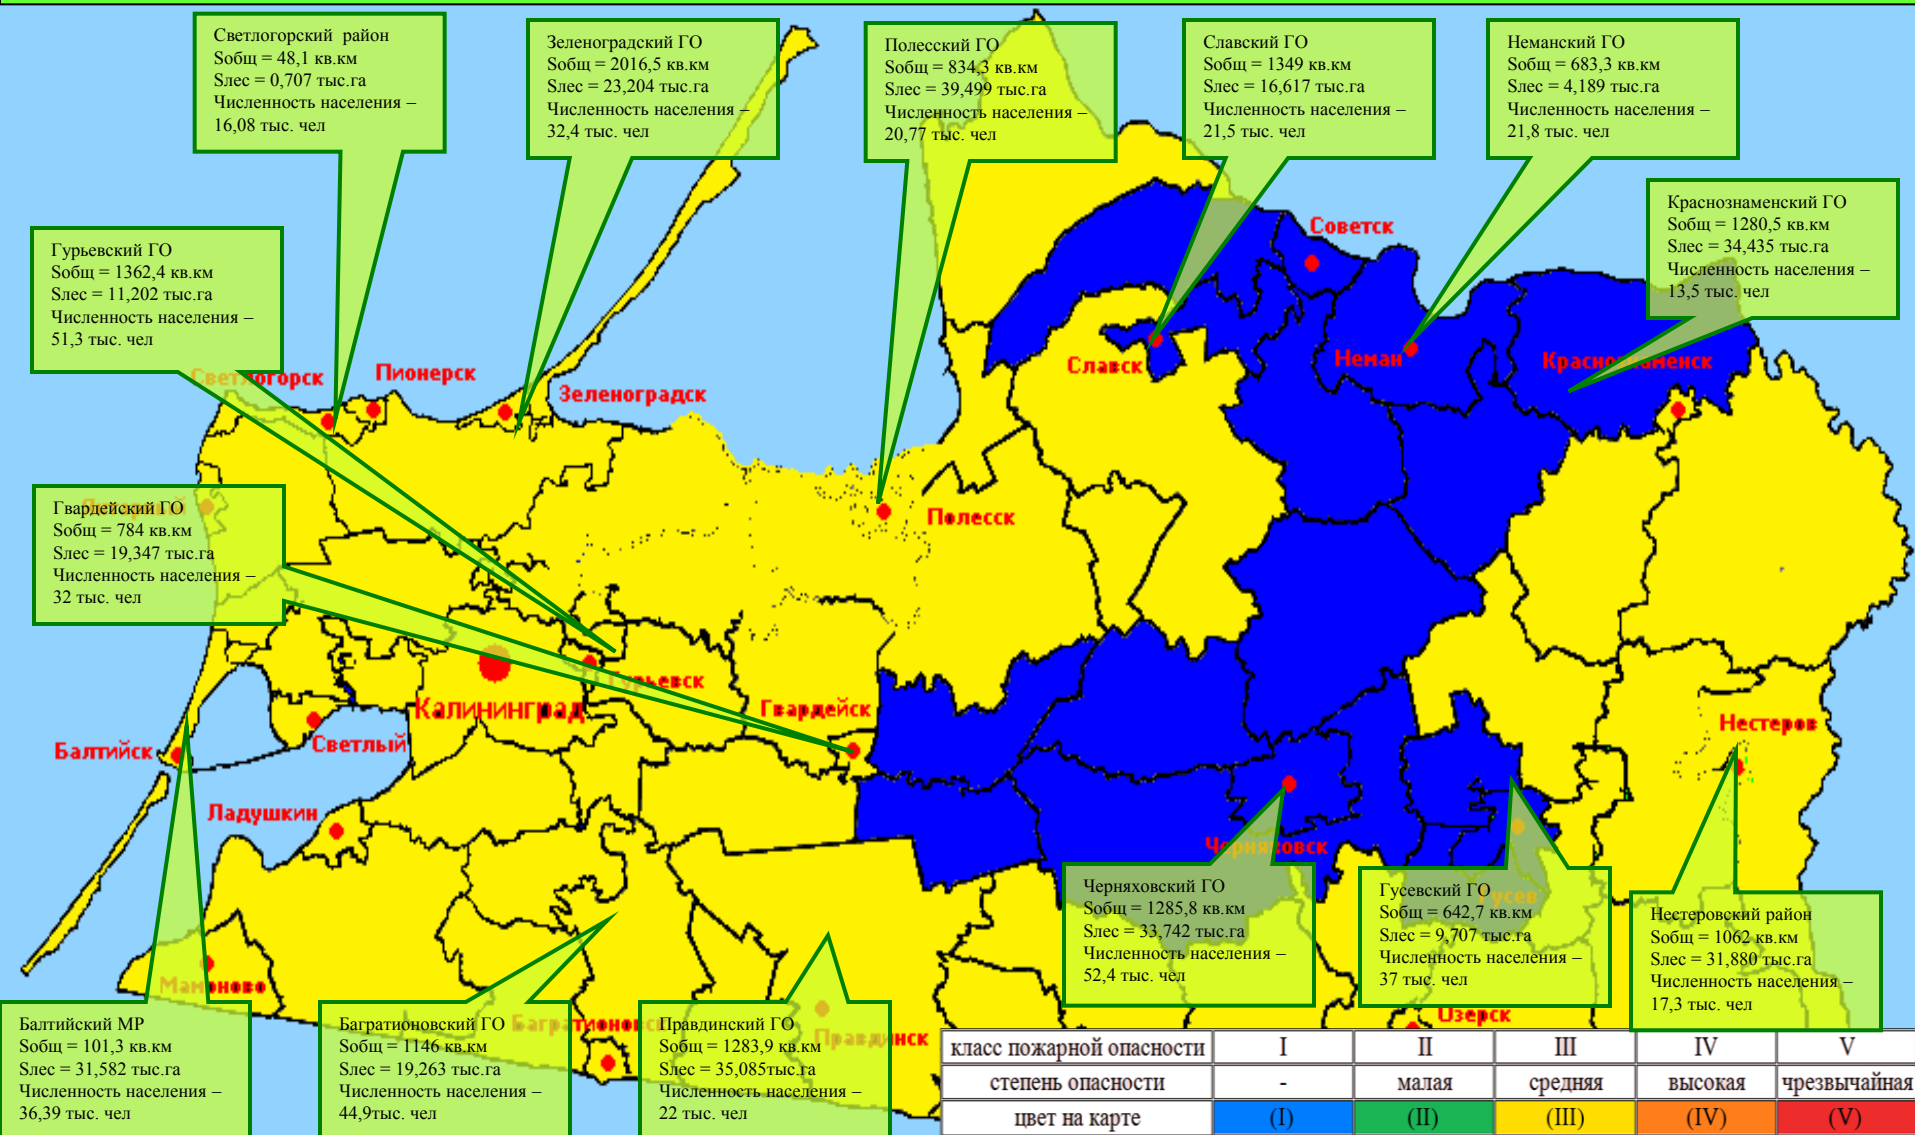 Светлогорский  район
Sобщ = 48,1 кв.км
Sлес = 0,707 тыс.га
Численность населения –
16,08 тыс. чел
Зеленоградский ГО
Sобщ = 2016,5 кв.км
Sлес = 23,204 тыс.га
Численность населения –
32,4 тыс. чел
Полесский ГО
Sобщ = 834,3 кв.км
Sлес = 39,499 тыс.га
Численность населения –
20,77 тыс. чел
Славский ГО
Sобщ = 1349 кв.км
Sлес = 16,617 тыс.га
Численность населения –
21,5 тыс. чел
Неманский ГО
Sобщ = 683,3 кв.км
Sлес = 4,189 тыс.га
Численность населения –
21,8 тыс. чел
Краснознаменский ГО
Sобщ = 1280,5 кв.км
Sлес = 34,435 тыс.га
Численность населения –
13,5 тыс. чел
Гурьевский ГО
Sобщ = 1362,4 кв.км
Sлес = 11,202 тыс.га
Численность населения –
51,3 тыс. чел
Советск
Неман
Краснознаменск
Славск
Светлогорск
Пионерск
Зеленоградск
Гвардейский ГО
Sобщ = 784 кв.км
Sлес = 19,347 тыс.га
Численность населения –
32 тыс. чел
Полесск
Гурьевск
Калининград
Гвардейск
Нестеров
Балтийск
Светлый
Ладушкин
Черняховск
Гусев
Черняховский ГО
Sобщ = 1285,8 кв.км
Sлес = 33,742 тыс.га
Численность населения –
52,4 тыс. чел
Гусевский ГО
Sобщ = 642,7 кв.км
Sлес = 9,707 тыс.га
Численность населения –
37 тыс. чел
Нестеровский район
Sобщ = 1062 кв.км
Sлес = 31,880 тыс.га
Численность населения –
17,3 тыс. чел
Мамоново
Багратионовск
Правдинск
Озерск
Балтийский МР
Sобщ = 101,3 кв.км
Sлес = 31,582 тыс.га
Численность населения –
36,39 тыс. чел
Багратионовский ГО
Sобщ = 1146 кв.км
Sлес = 19,263 тыс.га
Численность населения –
44,9тыс. чел
Правдинский ГО
Sобщ = 1283,9 кв.км
Sлес = 35,085тыс.га
Численность населения –
22 тыс. чел
класс пожарной опасности I II III IV V
степень опасности - малая средняя высокая чрезвычайная
цвет на карте (I) (II) (III) (IV) (V)